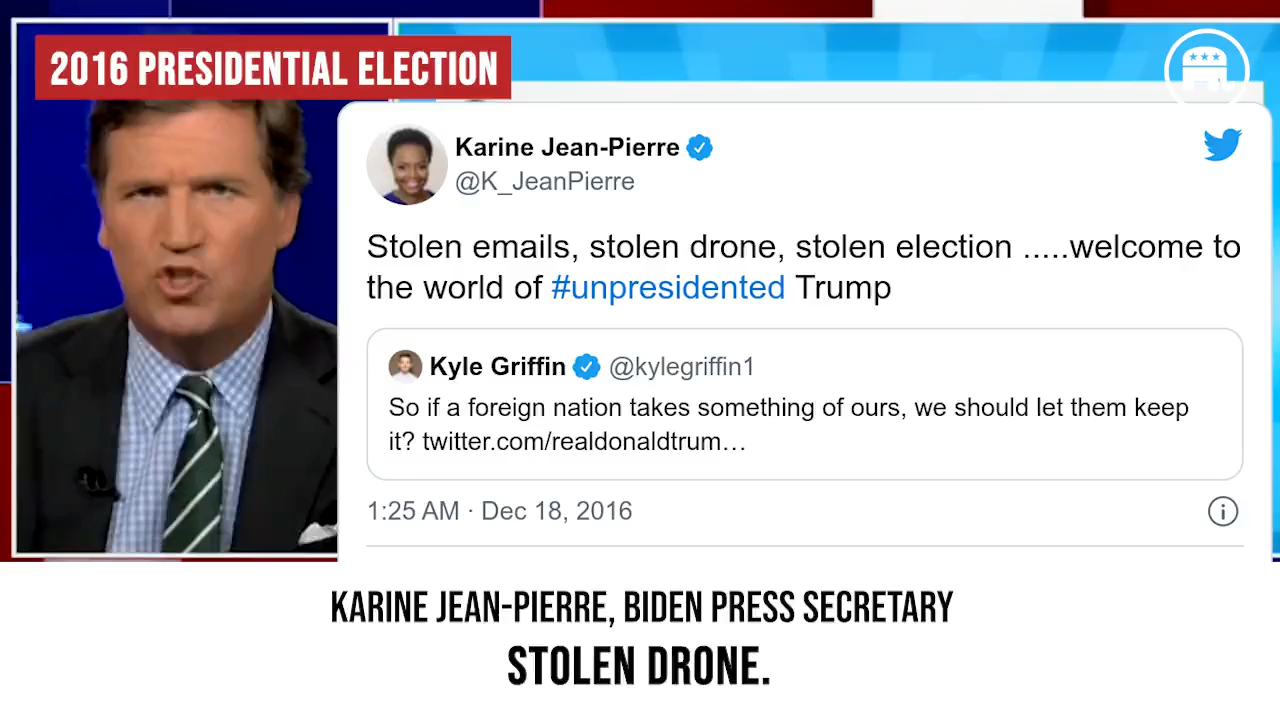 2016 PRESIDENTIAL ELECTION
Karine Jean-Pierre
@K_JeanPierre
Stolen emails, stolen drone, stolen election .....welcome to
the world of #unpresidented Trump
Kyle Griffin @kylegriffin1
So if a foreign nation takes something of ours, we should let them keep
it? twitter.com/realdonaldtrum…
1:25 AM · Dec 18, 2016
KARINE JEAN-PIERRE, BIDEN PRESS SECRETARY
STOLEN DRONE.